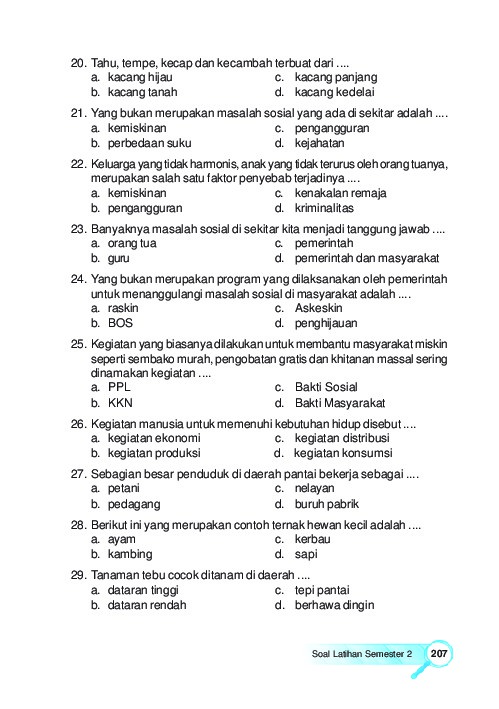 20. Tahu, tempe, kecap dan kecambah terbuat dari ....
a. kacang hijau c. kacang panjang
b. kacang tanah d. kacang kedelai
21. Yang bukan merupakan masalah sosial yang ada di sekitar adalah ....
a. kemiskinan c. pengangguran
b. perbedaan suku d. kejahatan
22. Keluarga yang tidak harmonis, anak yang tidak terurus oleh orang tuanya,
merupakan salah satu faktor penyebab terjadinya ....
a. kemiskinan c. kenakalan remaja
b. pengangguran d. kriminalitas
23. Banyaknya masalah sosial di sekitar kita menjadi tanggung jawab ....
a. orang tua c. pemerintah
b. guru d. pemerintah dan masyarakat
24. Yang bukan merupakan program yang dilaksanakan oleh pemerintah
untuk menanggulangi masalah sosial di masyarakat adalah ....
a. raskin c. Askeskin
b. BOS d. penghijauan
25. Kegiatan yang biasanya dilakukan untuk membantu masyarakat miskin
seperti sembako murah, pengobatan gratis dan khitanan massal sering
dinamakan kegiatan ....
a. PPL c. Bakti Sosial
b. KKN d. Bakti Masyarakat
26. Kegiatan manusia untuk memenuhi kebutuhan hidup disebut ....
a. kegiatan ekonomi c. kegiatan distribusi
b. kegiatan produksi d. kegiatan konsumsi
27. Sebagian besar penduduk di daerah pantai bekerja sebagai ....
a. petani c. nelayan
b. pedagang d. buruh pabrik
28. Berikut ini yang merupakan contoh ternak hewan kecil adalah ....
a. ayam c. kerbau
b. kambing d. sapi
29. Tanaman tebu cocok ditanam di daerah ....
a. dataran tinggi c. tepi pantai
b. dataran rendah d. berhawa dingin
Soal Latihan Semester 2 207